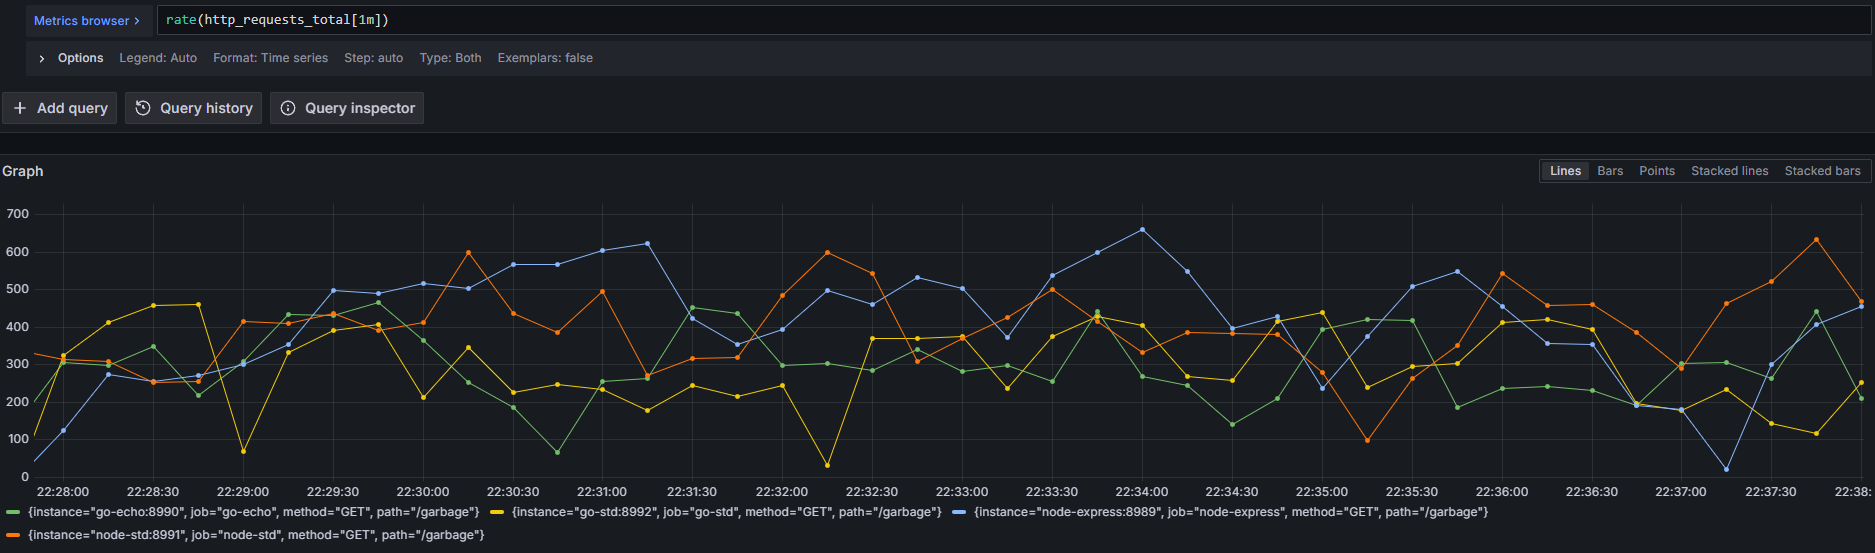 Metrics browser > rate(http_requests_total[1m])
> Options Legend: Auto Format: Time series Step: auto Type: Both Exemplars: false
+ Add query Query history Query inspector
Graph Lines Bars Points Stacked lines Stacked bars
700
600
500
400
300
200
100
0
22:28:00 22:28:30 22:29:00 22:29:30 22:30:00 22:30:30 22:31:00 22:31:30 22:32:00 22:32:30 22:33:00 22:33:30 22:34:00 22:34:30 22:35:00 22:35:30 22:36:00 22:36:30 22:37:00 22:37:30 22:38:
{instance="go-echo:8990", job="go-echo", method="GET", path="/garbage"} {instance="go-std:8992", job="go-std", method="GET", path="/garbage"} {instance="node-express:8989", job="node-express", method="GET", path="/garbage"}
{instance="node-std:8991", job="node-std", method="GET", path="/garbage"}